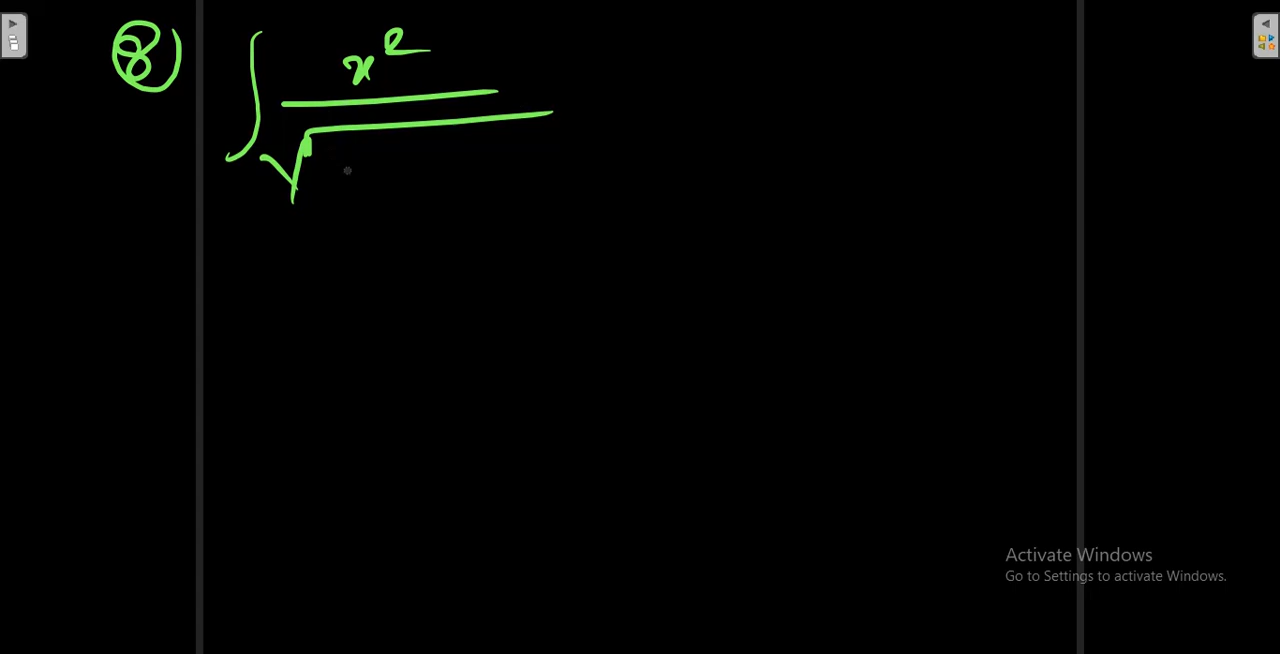 8) ∫ x² / √
Activate Windows
Go to Settings to activate Windows.